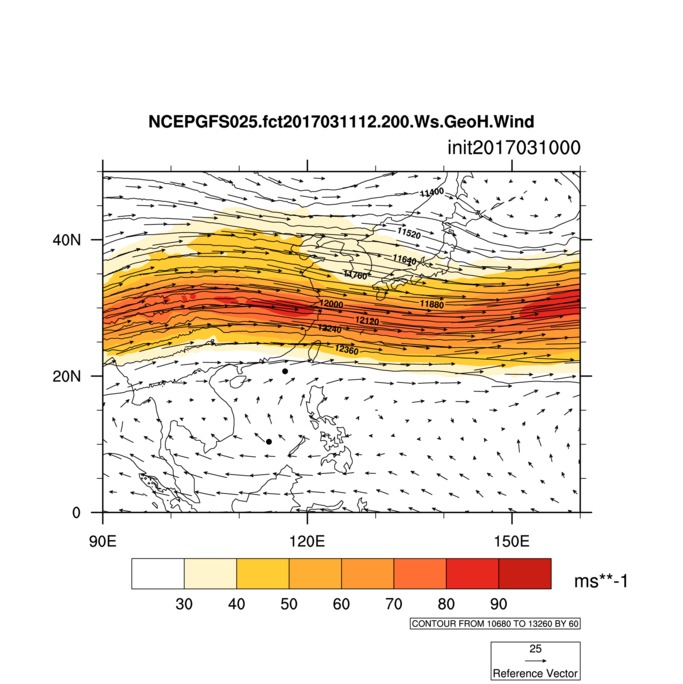 NCEPGFS025.fct2017031112.200.Ws.GeoH.Wind
init2017031000
11400
11520
40N
11640
11760
12000
11880
12120
12240
12360
20N
0
90E 120E 150E
ms**-1
30 40 50 60 70 80 90
CONTOUR FROM 10680 TO 13260 BY 60
25
Reference Vector